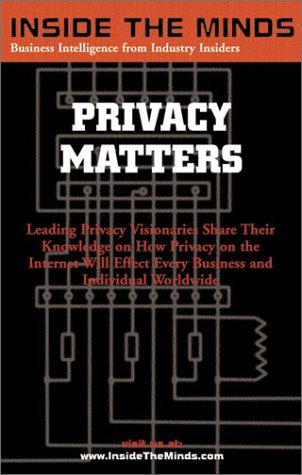 INSIDE THE MINDS
Business Intelligence from Industry Insiders
PRIVACY
MATTERS
Leading Privacy Visionaries Share Their
Knowledge on How Privacy on the
Internet Will Effect Every Business and
Individual Worldwide
visit us at:
www.InsideTheMinds.com